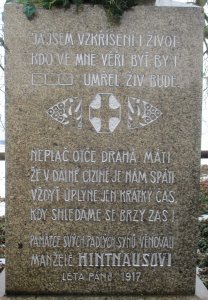 JÁ JSEM VZKŘÍŠENÍ I ŽIVOT
KDO VE MNE VĚŘÍ BYŤ BY I
UMŘEL ŽIV BUDE
NEPLAČ OTČE DRAHÁ MÁTI
ŽE V DÁLNÉ CIZINĚ JE NÁM SPÁTI
VŽDYŤ ÚPLYNE JEN KRÁTKÝ ČAS,
KDY SHLEDÁME SE BRZY ZAS!
PAMÁTCE SVÝCH PADLÝCH SYNŮ VĚNOVALI
MANŽELÉ HINTNAUSOVI
LÉTA PÁNĚ 1917.